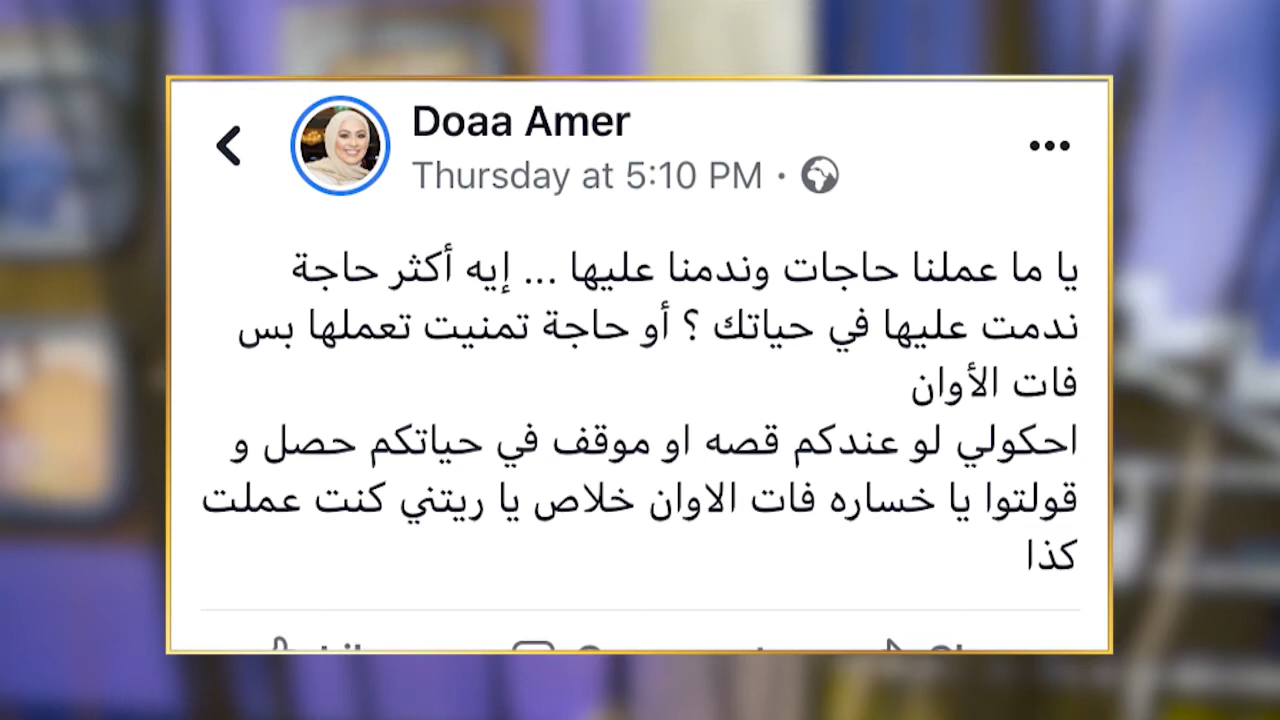 Doaa Amer
Thursday at 5:10 PM
يا ما عملنا حاجات وندمنا عليها ... إيه أكثر حاجة
ندمت عليها في حياتك ؟ أو حاجة تمنيت تعملها بس
فات الأوان
احكولي لو عندكم قصه او موقف في حياتكم حصل و
قولتوا يا خساره فات الاوان خلاص يا ريتني كنت عملت
كذا